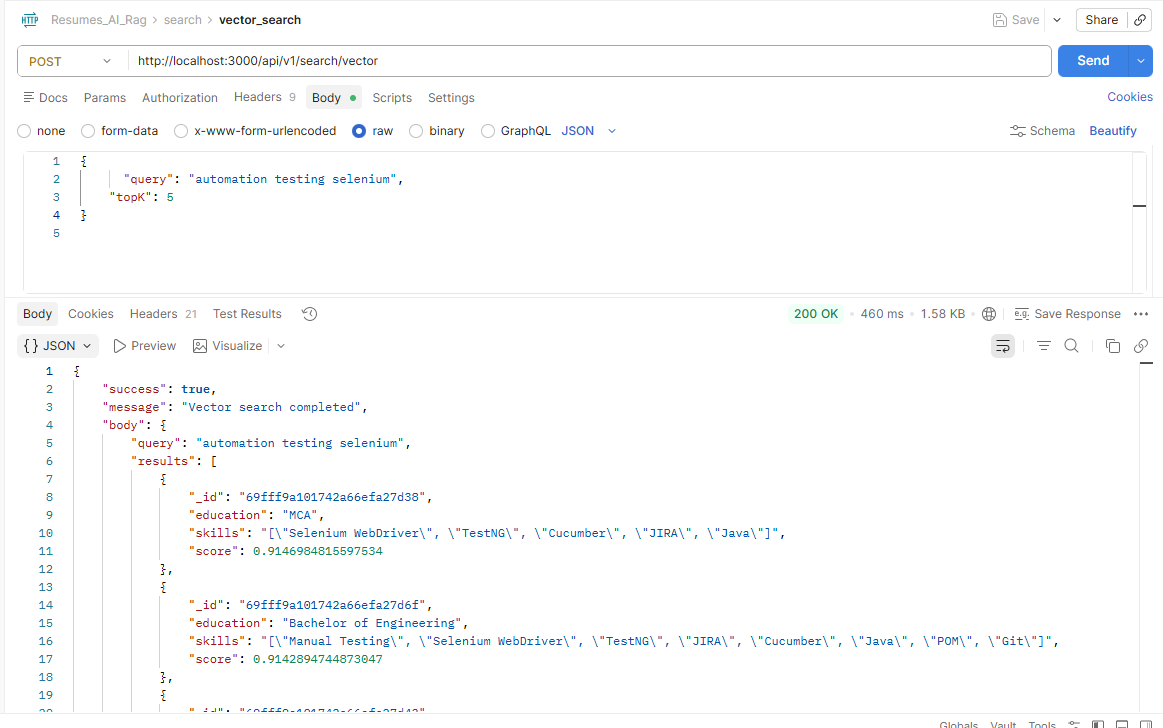 HTTP Resumes_AI_Rag > search > vector_search Save Share
POST http://localhost:3000/api/v1/search/vector Send
Docs Params Authorization Headers 9 Body Scripts Settings Cookies
none form-data x-www-form-urlencoded raw binary GraphQL JSON Schema Beautify
1 {
2 "query": "automation testing selenium",
3 "topK": 5
4 }
5
Body Cookies Headers 21 Test Results 200 OK • 460 ms • 1.58 KB • e.g. Save Response
{} JSON Preview Visualize
1 {
2 "success": true,
3 "message": "Vector search completed",
4 "body": {
5 "query": "automation testing selenium",
6 "results": [
7 {
8 "_id": "69fff9a101742a66efa27d38",
9 "education": "MCA",
10 "skills": "[\"Selenium WebDriver\", \"TestNG\", \"Cucumber\", \"JIRA\", \"Java\"]",
11 "score": 0.9146984815597534
12 },
13 {
14 "_id": "69fff9a101742a66efa27d6f",
15 "education": "Bachelor of Engineering",
16 "skills": "[\"Manual Testing\", \"Selenium WebDriver\", \"TestNG\", \"JIRA\", \"Cucumber\", \"Java\", \"POM\", \"Git\"]",
17 "score": 0.9142894744873047
18 },
19 {
Globals Vault Tools